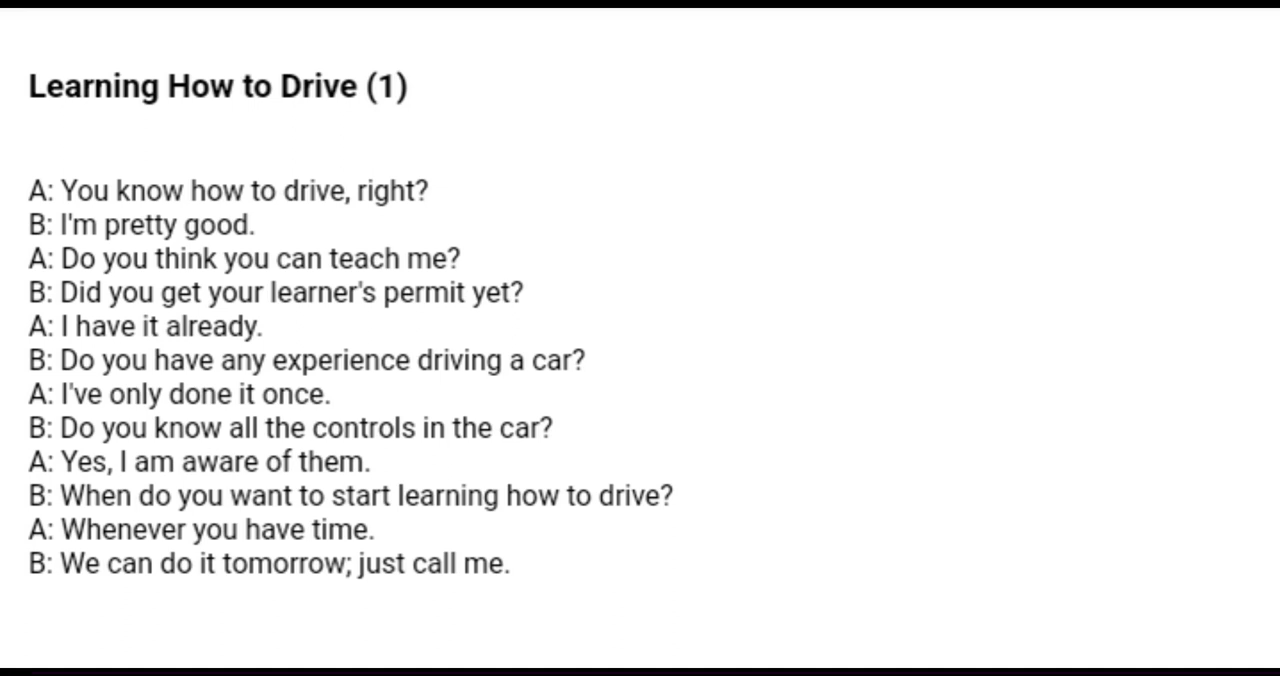 Learning How to Drive (1)
A: You know how to drive, right?
B: I'm pretty good.
A: Do you think you can teach me?
B: Did you get your learner's permit yet?
A: I have it already.
B: Do you have any experience driving a car?
A: I've only done it once.
B: Do you know all the controls in the car?
A: Yes, I am aware of them.
B: When do you want to start learning how to drive?
A: Whenever you have time.
B: We can do it tomorrow; just call me.